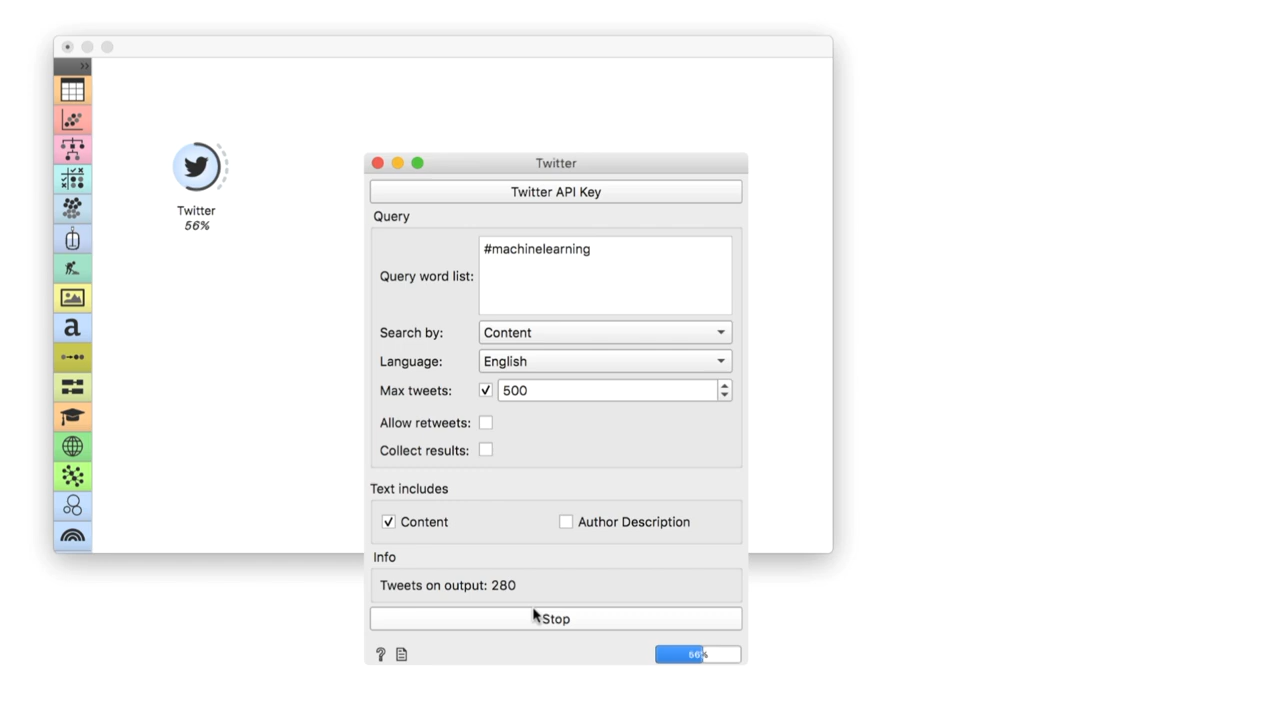 Twitter
56%
Twitter
Twitter API Key
Query
Query word list:
#machinelearning
Search by: Content
Language: English
Max tweets: 500
Allow retweets:
Collect results:
Text includes
Content Author Description
Info
Tweets on output: 280
Stop
? 56%
a